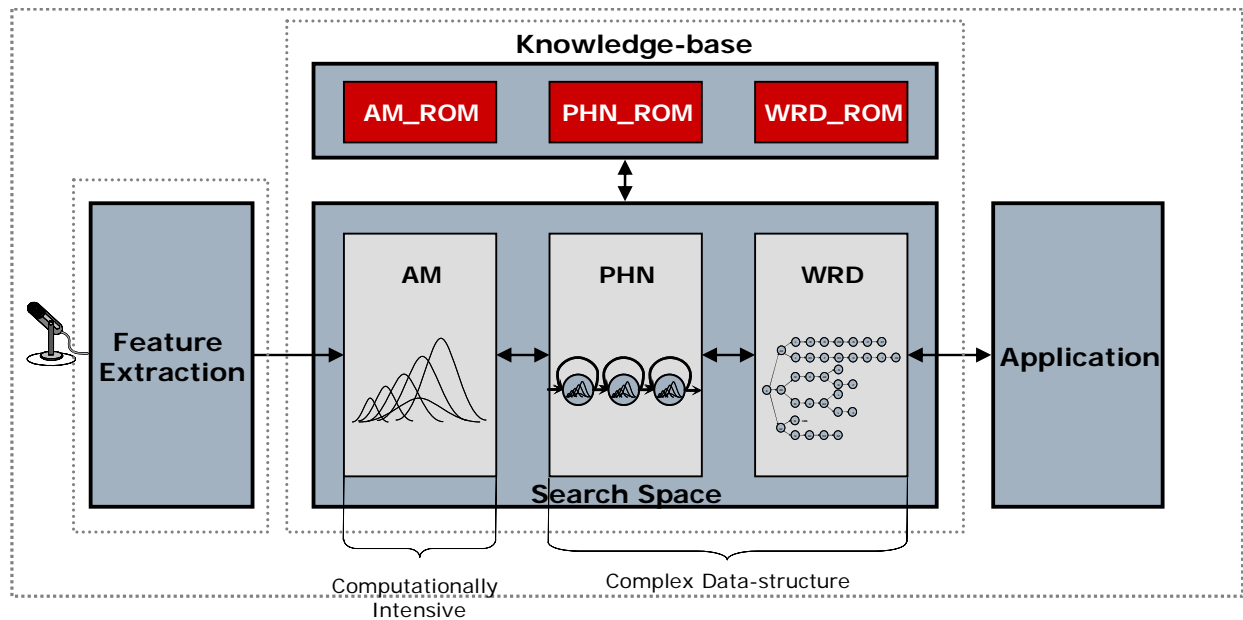 Knowledge-base
AM_ROM
PHN_ROM
WRD_ROM
AM
PHN
WRD
Feature
Extraction
Application
Search Space
Computationally
Intensive
Complex Data-structure